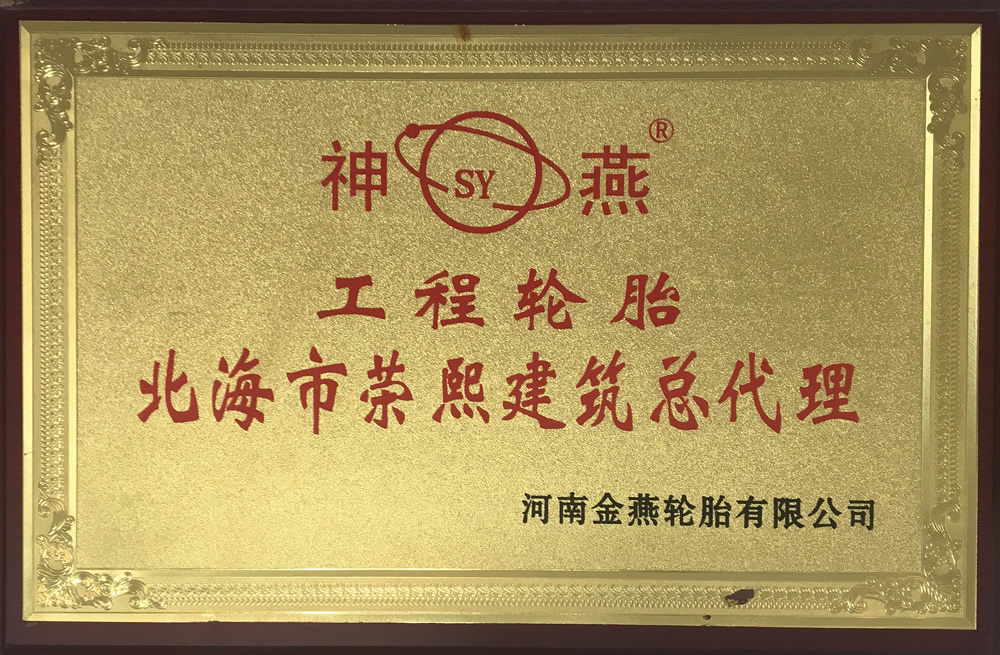 神 SY 燕®
工程轮胎
北海市荣熙建筑总代理
河南金燕轮胎有限公司